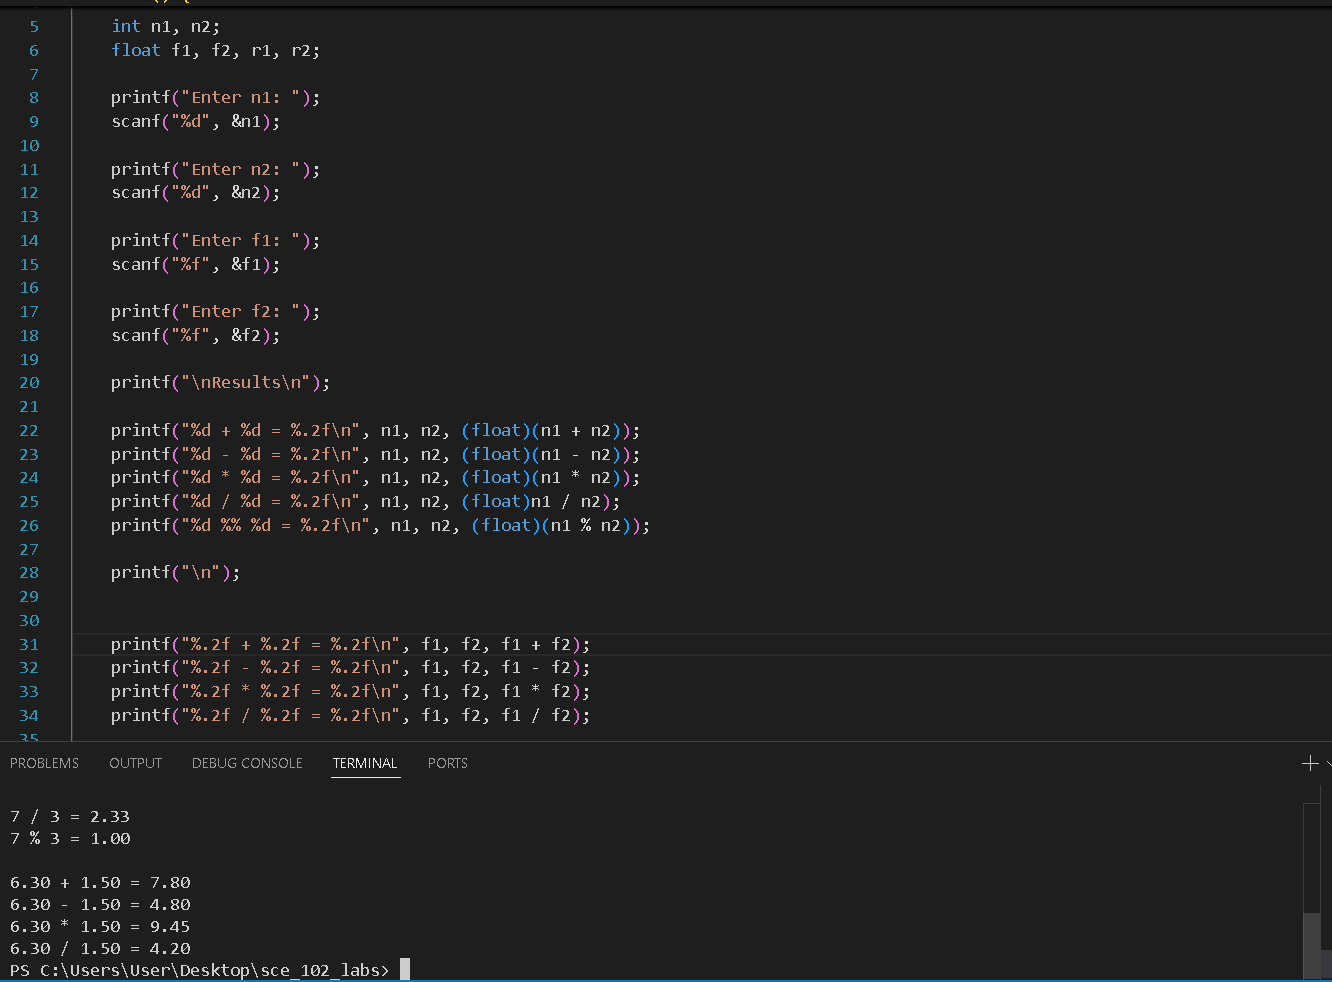 () {
5 int n1, n2;
6 float f1, f2, r1, r2;
7
8 printf("Enter n1: ");
9 scanf("%d", &n1);
10
11 printf("Enter n2: ");
12 scanf("%d", &n2);
13
14 printf("Enter f1: ");
15 scanf("%f", &f1);
16
17 printf("Enter f2: ");
18 scanf("%f", &f2);
19
20 printf("\nResults\n");
21
22 printf("%d + %d = %.2f\n", n1, n2, (float)(n1 + n2));
23 printf("%d - %d = %.2f\n", n1, n2, (float)(n1 - n2));
24 printf("%d * %d = %.2f\n", n1, n2, (float)(n1 * n2));
25 printf("%d / %d = %.2f\n", n1, n2, (float)n1 / n2);
26 printf("%d %% %d = %.2f\n", n1, n2, (float)(n1 % n2));
27
28 printf("\n");
29
30
31 printf("%.2f + %.2f = %.2f\n", f1, f2, f1 + f2);
32 printf("%.2f - %.2f = %.2f\n", f1, f2, f1 - f2);
33 printf("%.2f * %.2f = %.2f\n", f1, f2, f1 * f2);
34 printf("%.2f / %.2f = %.2f\n", f1, f2, f1 / f2);
35
PROBLEMS OUTPUT DEBUG CONSOLE TERMINAL PORTS
7 / 3 = 2.33
7 % 3 = 1.00
6.30 + 1.50 = 7.80
6.30 - 1.50 = 4.80
6.30 * 1.50 = 9.45
6.30 / 1.50 = 4.20
PS C:\Users\User\Desktop\sce_102_labs>